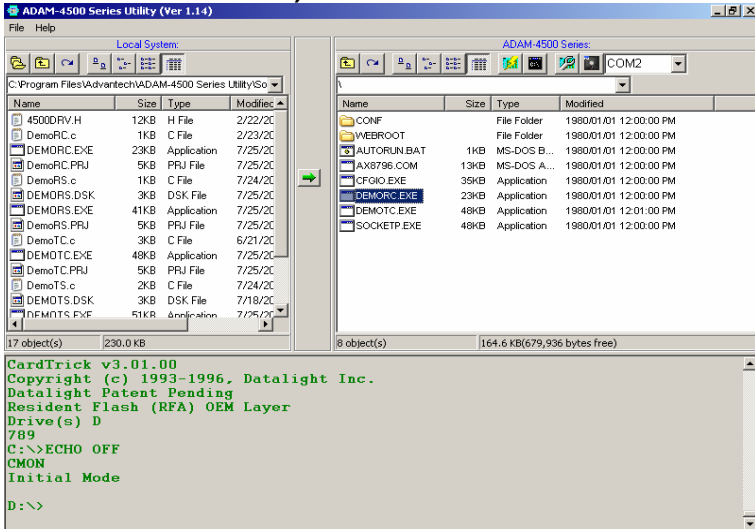 ADAM-4500 Series Utility (Ver 1.14)
File Help
Local System:
ADAM-4500 Series:
COM2
C:\Program Files\Advantech\ADAM-4500 Series Utility\So
\
Name Size Type Modified
4500DRV.H 12KB H File 2/22/20
DemoRC.c 1KB C File 2/23/20
DEMORC.EXE 23KB Application 7/25/20
DemoRC.PRJ 5KB PRJ File 7/25/20
DemoRS.c 1KB C File 7/24/20
DEMORS.DSK 3KB DSK File 7/25/20
DEMORS.EXE 41KB Application 7/25/20
DemoRS.PRJ 5KB PRJ File 7/25/20
DemoTC.c 3KB C File 6/21/20
DEMOTC.EXE 48KB Application 7/25/20
DemoTC.PRJ 5KB PRJ File 7/25/20
DemoTS.c 2KB C File 7/24/20
DEMOTS.DSK 3KB DSK File 7/18/20
DEMOTS.EXE 51KB Application 7/25/20
17 object(s) 230.0 KB
Name Size Type Modified
CONF File Folder 1980/01/01 12:00:00 PM
WEBROOT File Folder 1980/01/01 12:00:00 PM
AUTORUN.BAT 1KB MS-DOS B... 1980/01/01 12:00:00 PM
AX8796.COM 13KB MS-DOS A... 1980/01/01 12:00:00 PM
CFGIO.EXE 35KB Application 1980/01/01 12:00:00 PM
DEMORC.EXE 23KB Application 1980/01/01 12:00:00 PM
DEMOTC.EXE 48KB Application 1980/01/01 12:01:00 PM
SOCKETP.EXE 48KB Application 1980/01/01 12:00:00 PM
8 object(s) 164.6 KB(679,936 bytes free)
CardTrick v3.01.00
Copyright (c) 1993-1996, Datalight Inc.
Datalight Patent Pending
Resident Flash (RFA) OEM Layer
Drive(s) D
789
C:\>ECHO OFF
CMON
Initial Mode
D:\>